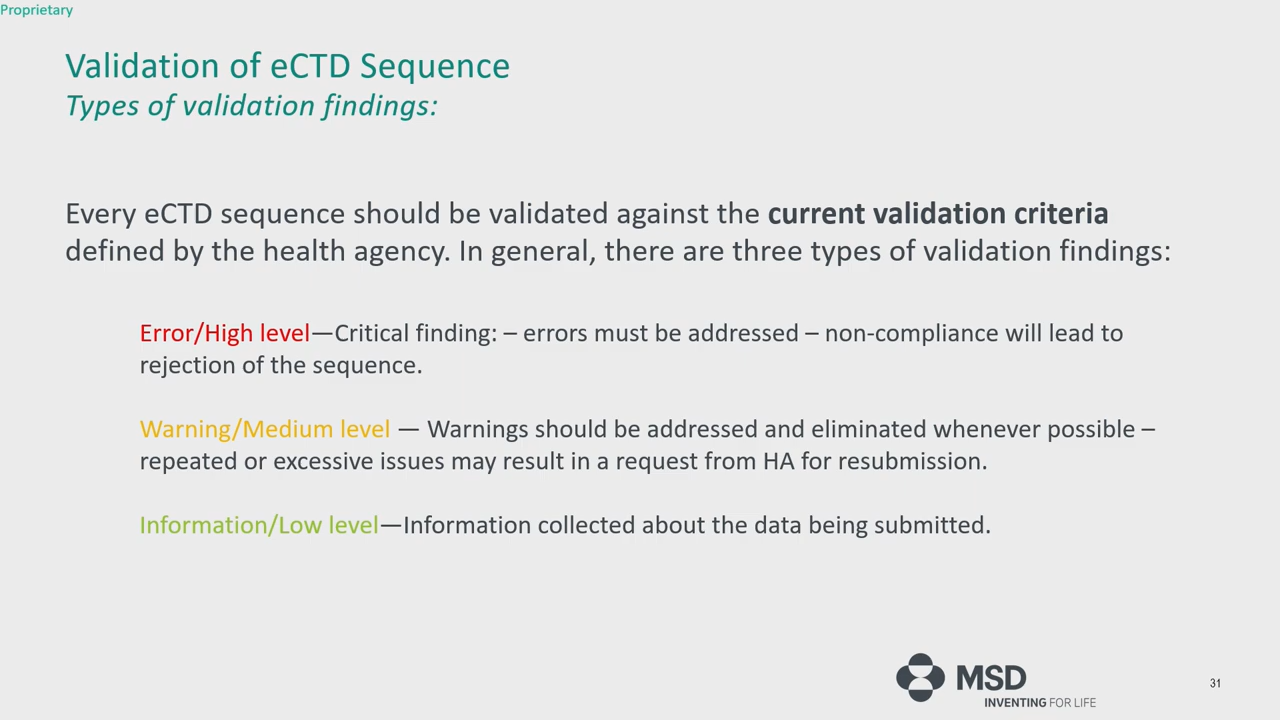 Proprietary
Validation of eCTD Sequence
Types of validation findings:
Every eCTD sequence should be validated against the current validation criteria
defined by the health agency. In general, there are three types of validation findings:
Error/High level—Critical finding: – errors must be addressed – non-compliance will lead to
rejection of the sequence.
Warning/Medium level — Warnings should be addressed and eliminated whenever possible –
repeated or excessive issues may result in a request from HA for resubmission.
Information/Low level—Information collected about the data being submitted.
MSD
INVENTING FOR LIFE
31